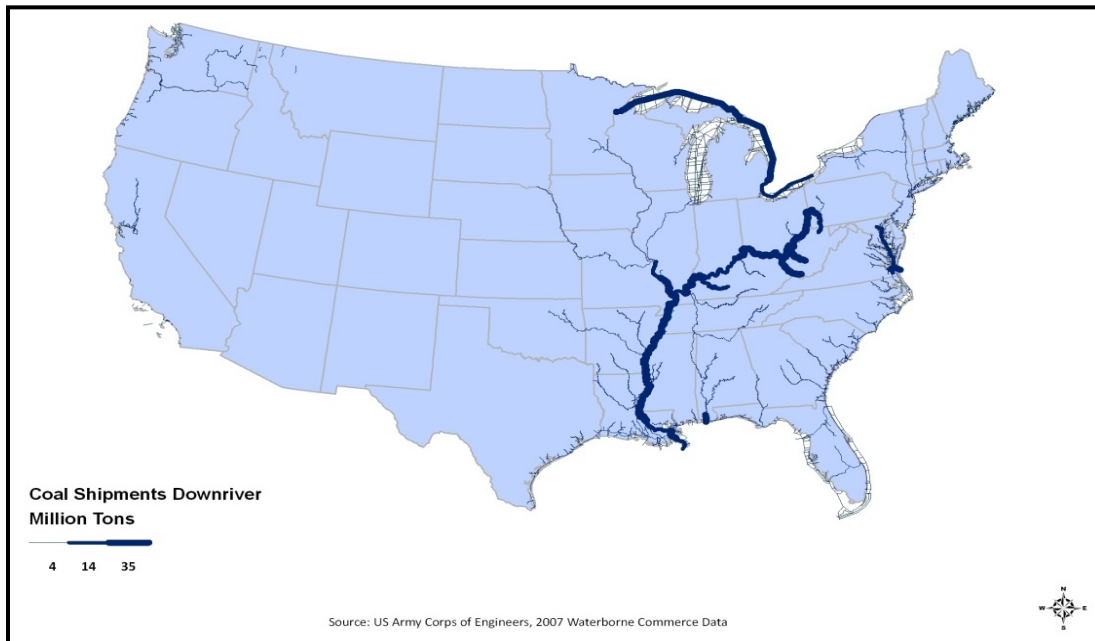 Coal Shipments Downriver
Million Tons
4 14 35
Source: US Army Corps of Engineers, 2007 Waterborne Commerce Data
N
W E
S